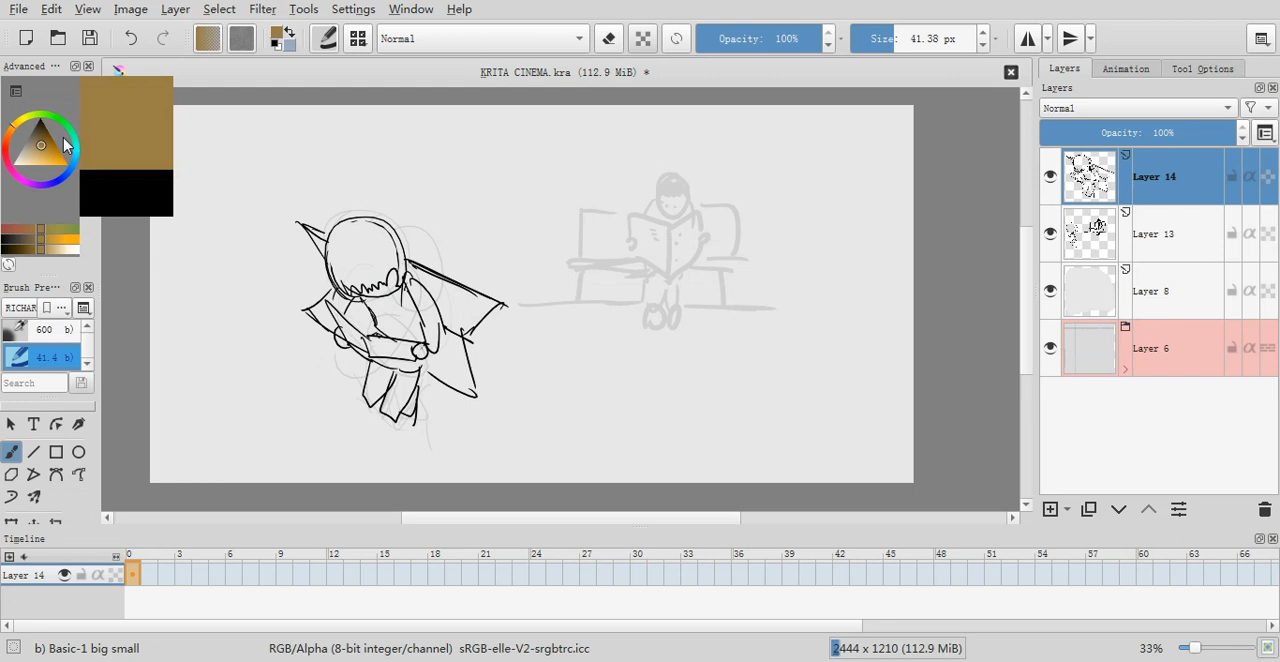 File Edit View Image Layer Select Filter Tools Settings Window Help
Normal Opacity: 100% Size: 41.38 px
Advanced ···
KRITA CINEMA.kra (112.9 MiB) *
Layers Animation Tool Options
Layers
Normal
Opacity: 100%
Layer 14
Layer 13
Layer 8
Layer 6
Brush Pre···
RICHAR
600 b)
41.4 b)
Search
Timeline
0 3 6 9 12 15 18 21 24 27 30 33 36 39 42 45 48 51 54 57 60 63 66
Layer 14
b) Basic-1 big small RGB/Alpha (8-bit integer/channel) sRGB-elle-V2-srgbtrc.icc 2444 x 1210 (112.9 MiB) 33%